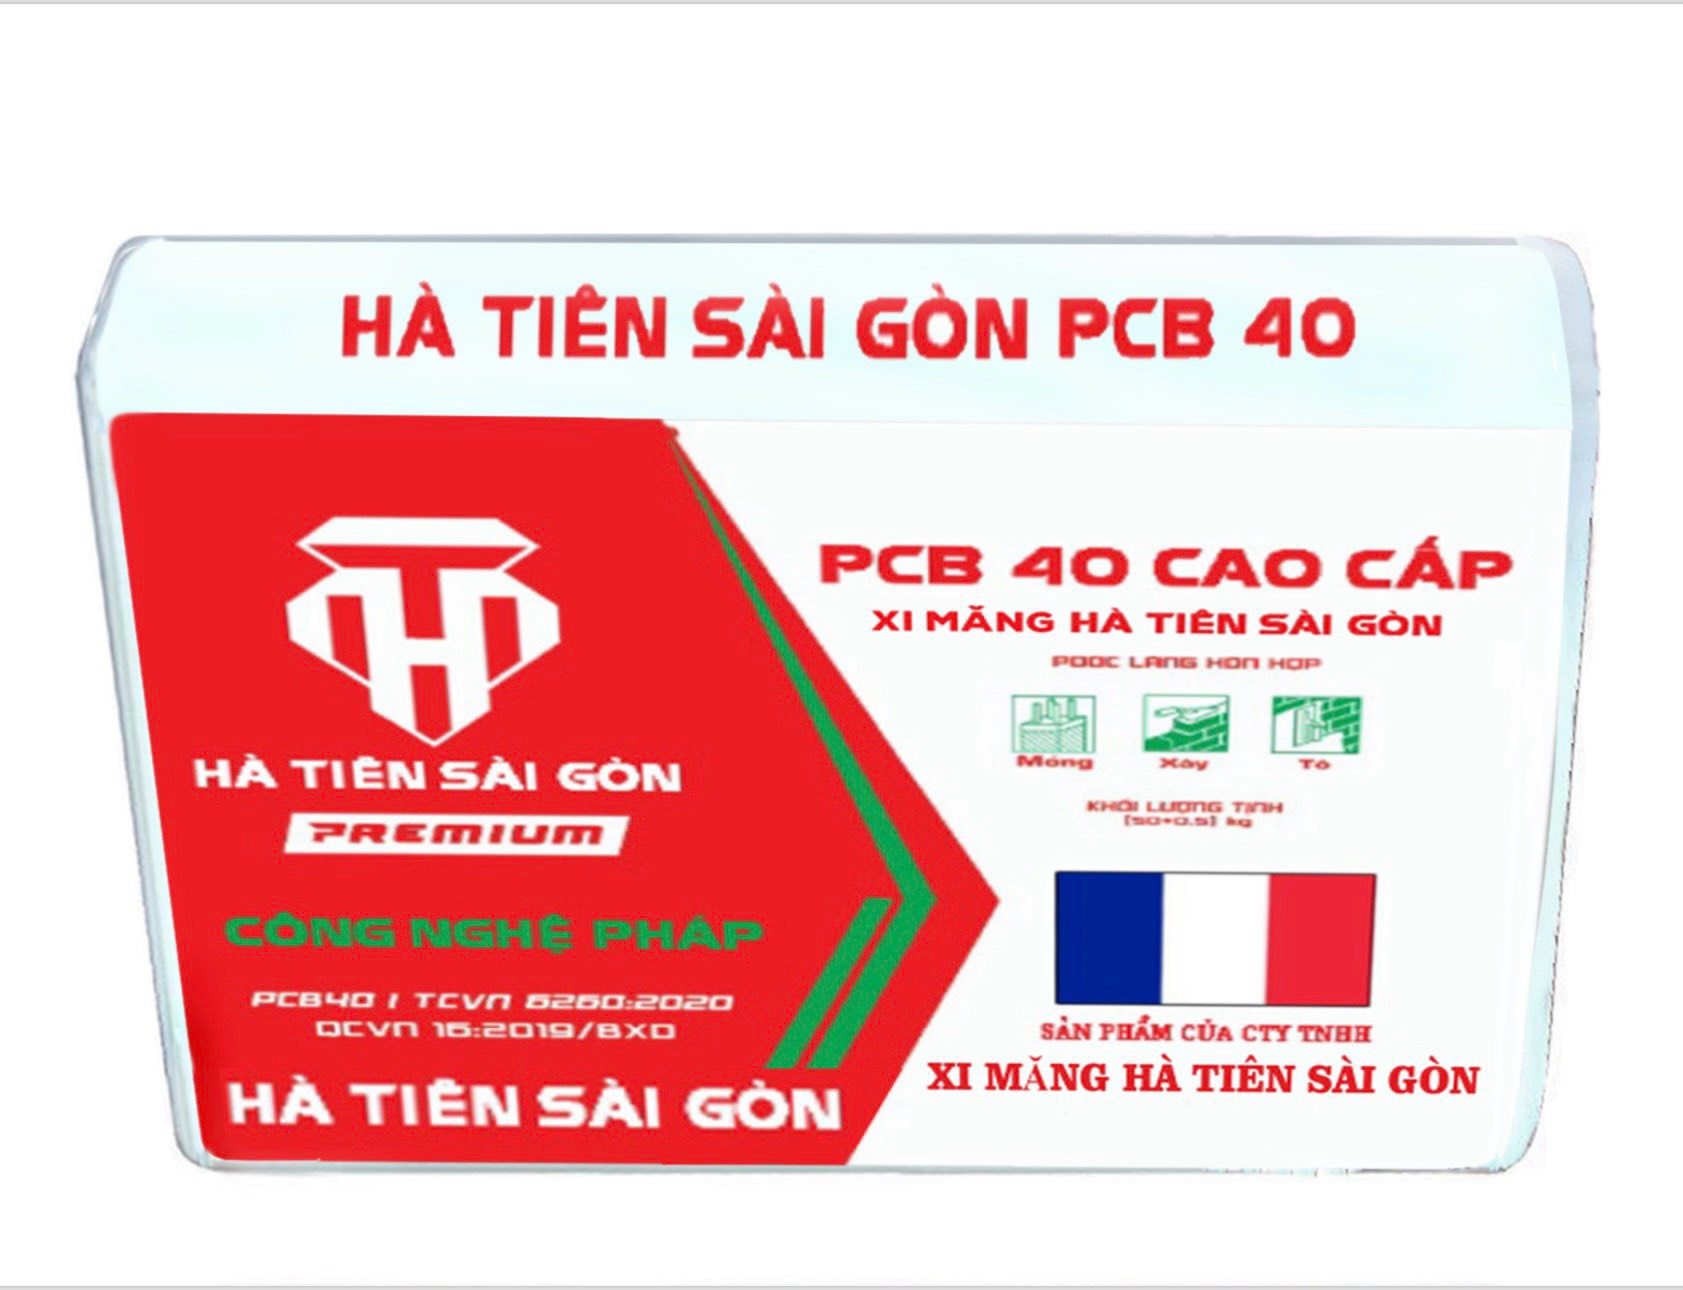 HÀ TIÊN SÀI GÒN PCB 40
HÀ TIÊN SÀI GÒN
PREMIUM
CÔNG NGHỆ PHÁP
PCB40 | TCVN 6260:2020
QCVN 16:2019/BXD
HÀ TIÊN SÀI GÒN
PCB 40 CAO CẤP
XI MĂNG HÀ TIÊN SÀI GÒN
POOC LANG HON HOP
Móng
Xây
Tô
KHỐI LƯỢNG TỊNH
(50+0.5) kg
SẢN PHẨM CỦA CTY TNHH
XI MĂNG HÀ TIÊN SÀI GÒN